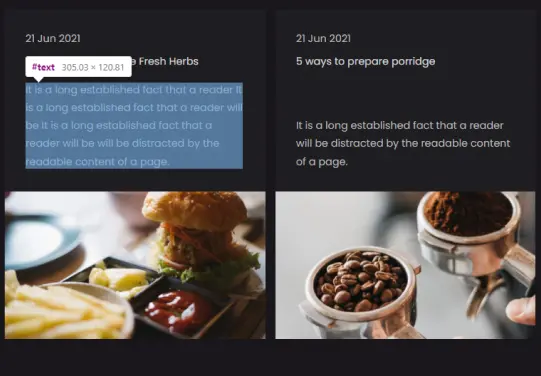 21 Jun 2021
#text 305.03 × 120.81
e Fresh Herbs
It is a long established fact that a reader It
is a long established fact that a reader will
be It is a long established fact that a
reader will be will be distracted by the
readable content of a page.
21 Jun 2021
5 ways to prepare porridge
It is a long established fact that a reader
will be distracted by the readable content
of a page.